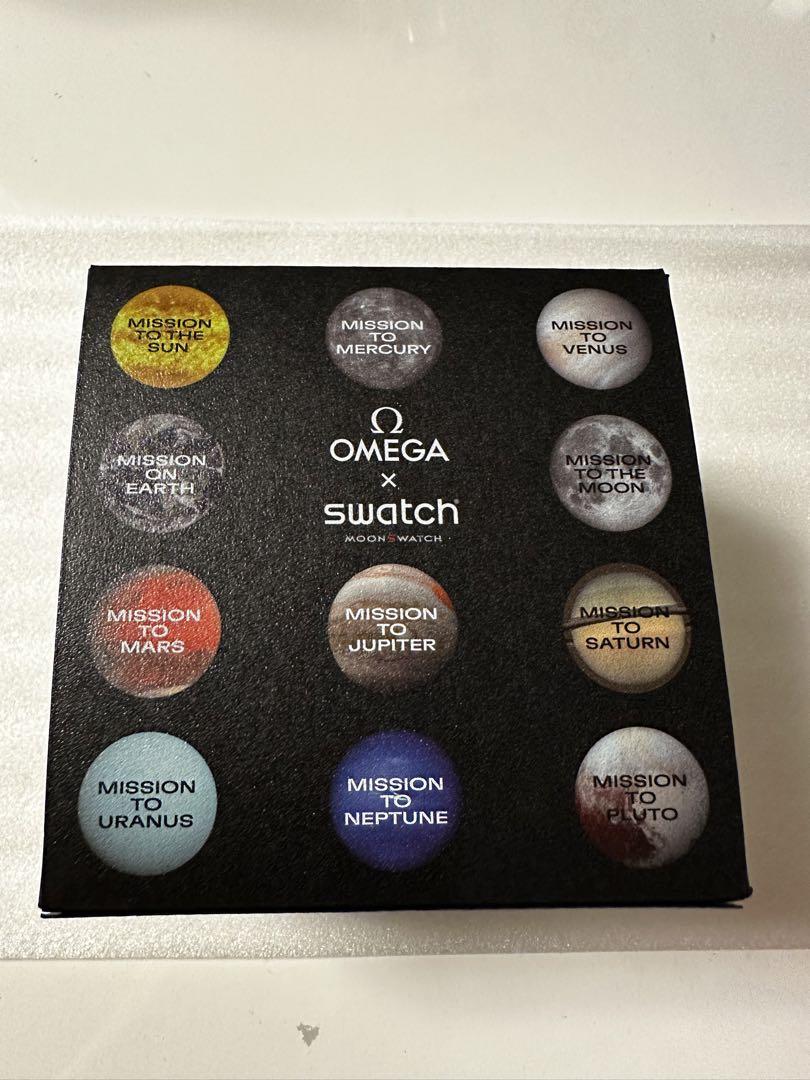 MISSION
TO THE
SUN
MISSION
TO
MERCURY
MISSION
TO
VENUS
MISSION
ON
EARTH
Ω
OMEGA
×
swatch®
MOONSWATCH
MISSION
TO THE
MOON
MISSION
TO
MARS
MISSION
TO
JUPITER
MISSION
TO
SATURN
MISSION
TO
URANUS
MISSION
TO
NEPTUNE
MISSION
TO
PLUTO